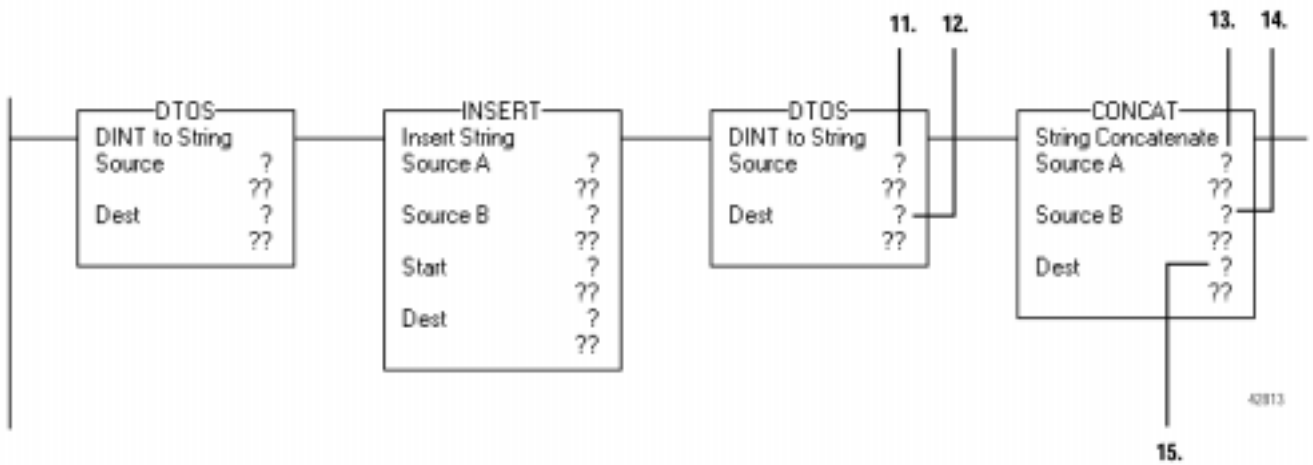 11. 12. 13. 14.
DTOS
DINT to String
Source ?
??
Dest ?
??
INSERT
Insert String
Source A ?
??
Source B ?
??
Start ?
??
Dest ?
??
DTOS
DINT to String
Source ?
??
Dest ?
??
CONCAT
String Concatenate
Source A ?
??
Source B ?
??
Dest ?
??
42813
15.